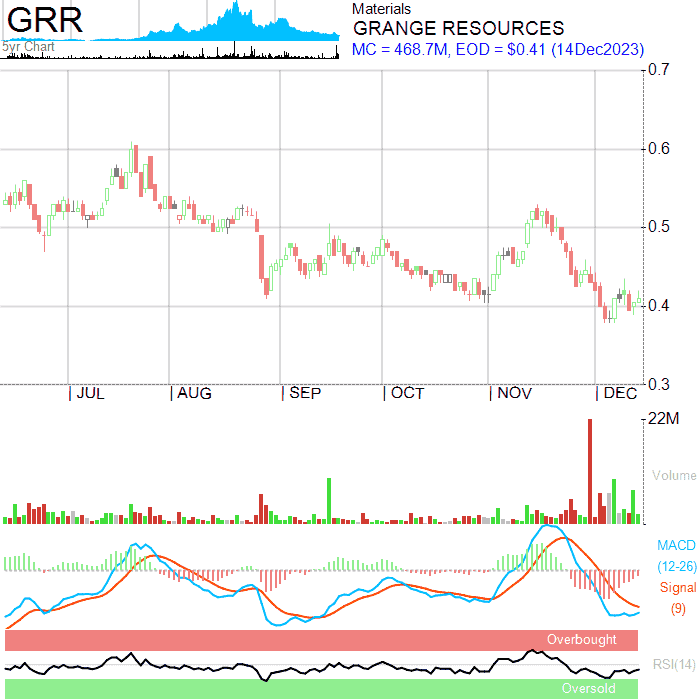 GRR
5yr Chart
Materials
GRANGE RESOURCES
MC = 468.7M, EOD = $0.41 (14Dec2023)
0.7
0.6
0.5
0.4
0.3
JUL AUG SEP OCT NOV DEC
22M
Volume
MACD
(12-26)
Signal
(9)
Overbought
RSI(14)
Oversold